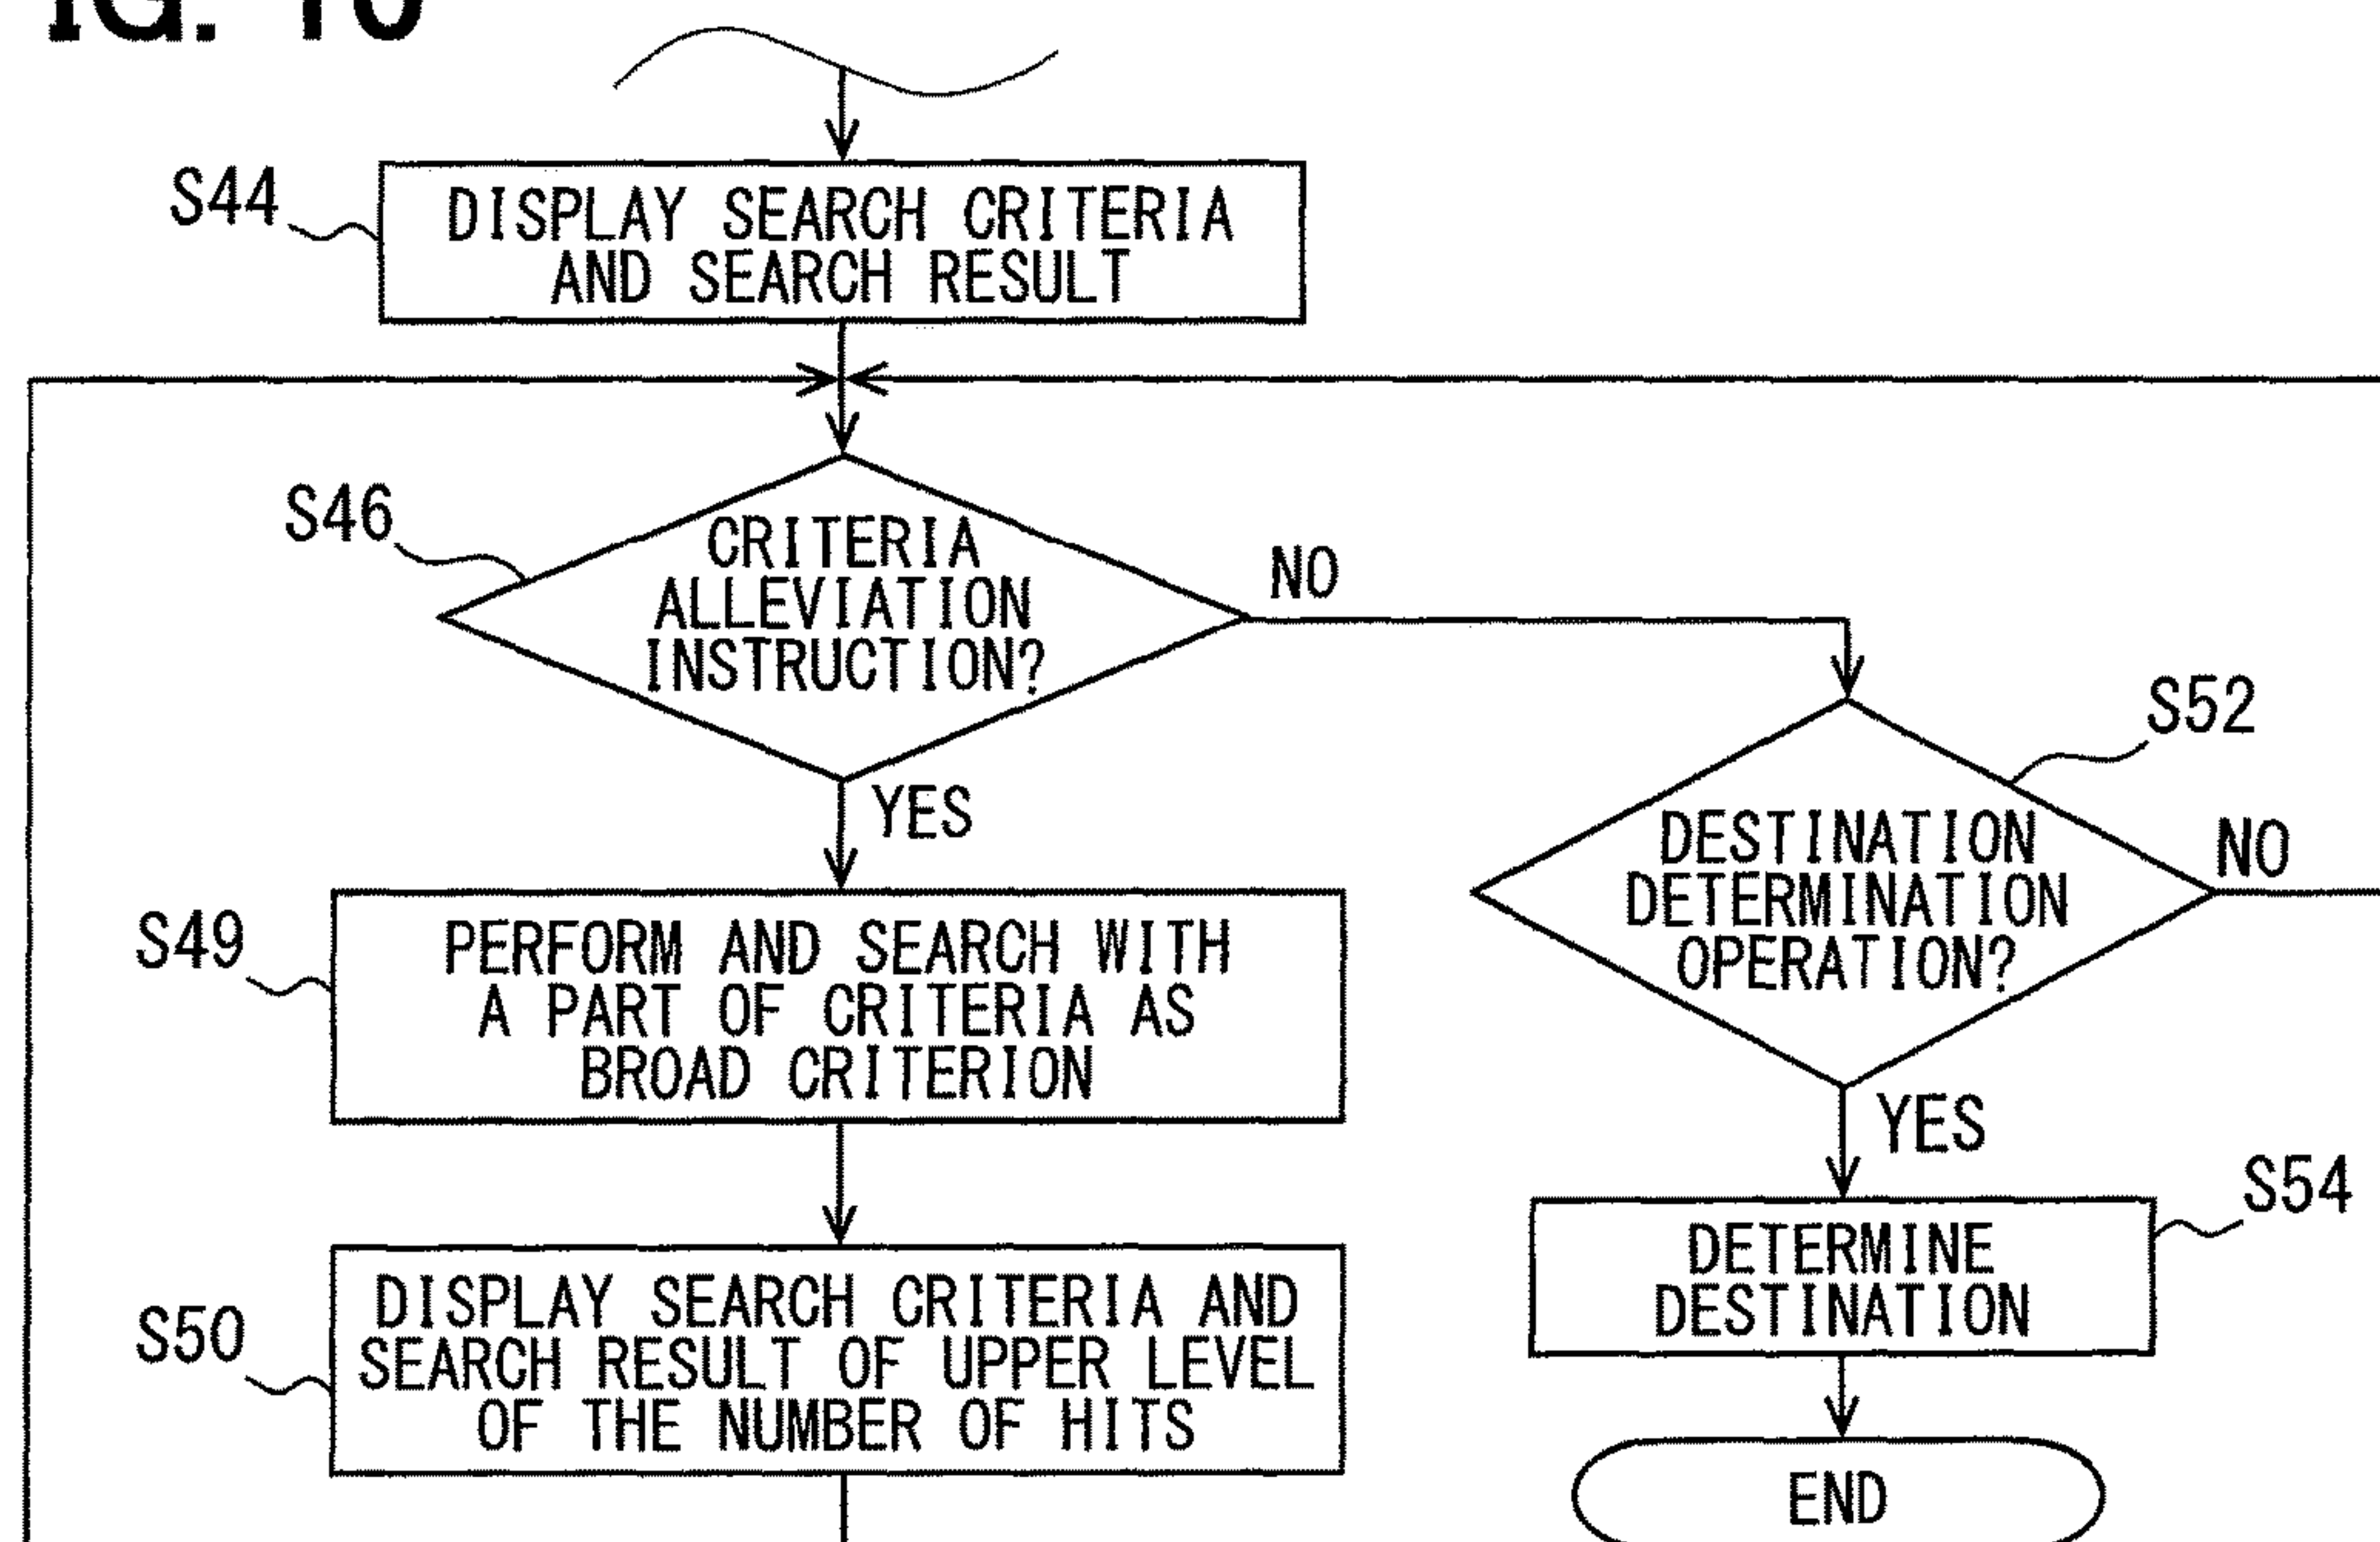 IG. 10
S44
DISPLAY SEARCH CRITERIA
AND SEARCH RESULT
S46
CRITERIA
ALLEVIATION
INSTRUCTION?
NO
YES
S52
DESTINATION
DETERMINATION
OPERATION?
NO
YES
S49
PERFORM AND SEARCH WITH
A PART OF CRITERIA AS
BROAD CRITERION
S54
DETERMINE
DESTINATION
S50
DISPLAY SEARCH CRITERIA AND
SEARCH RESULT OF UPPER LEVEL
OF THE NUMBER OF HITS
END